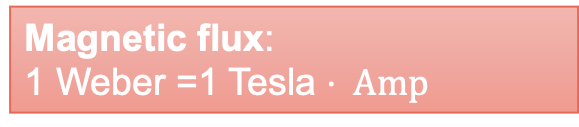 Magnetic flux:
1 Weber =1 Tesla · Amp